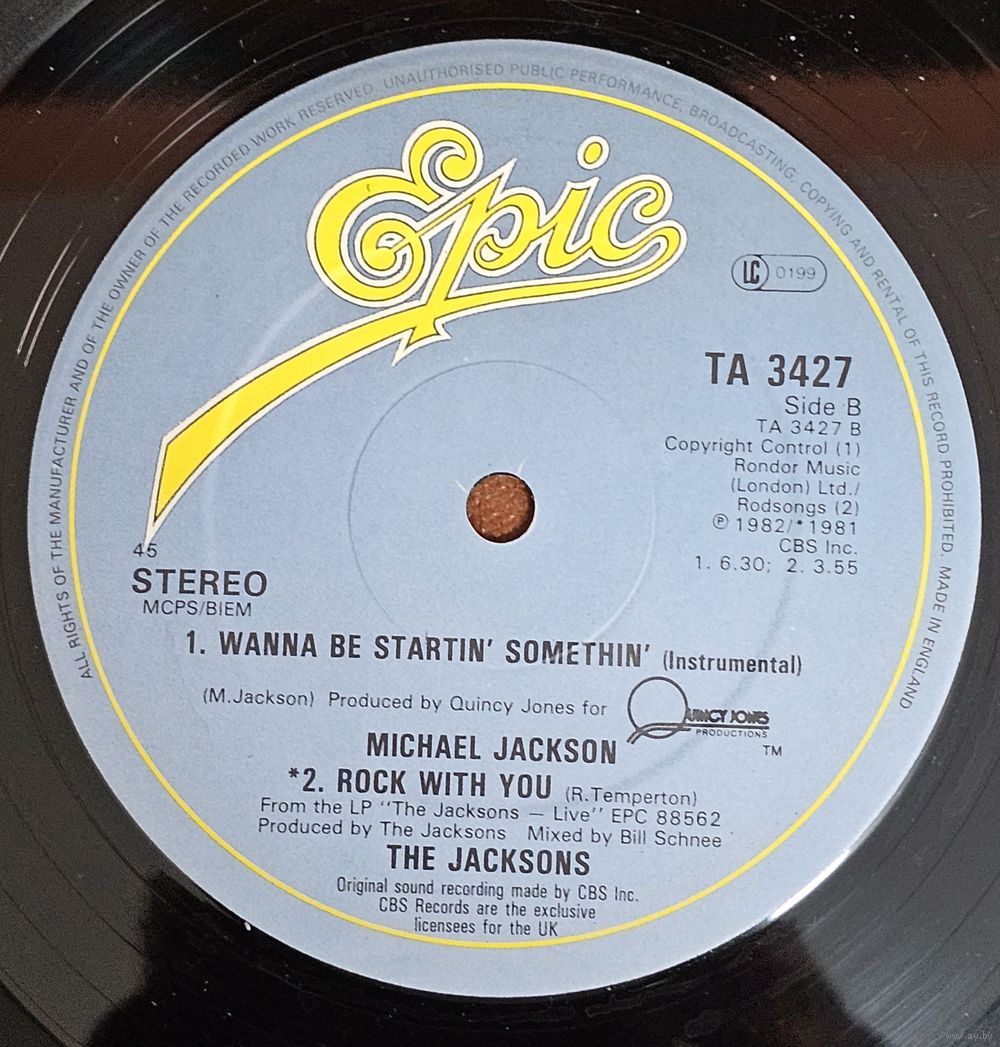 ALL RIGHTS OF THE MANUFACTURER AND OF THE OWNER OF THE RECORDED WORK RESERVED. UNAUTHORISED PUBLIC PERFORMANCE, BROADCASTING, COPYING AND RENTAL OF THIS RECORD PROHIBITED. MADE IN ENGLAND
Epic
LC 0199
TA 3427
Side B
TA 3427 B
Copyright Control (1)
Rondor Music
(London) Ltd./
Rodsongs (2)
℗ 1982/*1981
CBS Inc.
1. 6.30; 2. 3.55
45
STEREO
MCPS/BIEM
1. WANNA BE STARTIN' SOMETHIN' (Instrumental)
(M.Jackson) Produced by Quincy Jones for QUINCY JONES
PRODUCTIONS
TM
MICHAEL JACKSON
*2. ROCK WITH YOU (R.Temperton)
From the LP "The Jacksons — Live" EPC 88562
Produced by The Jacksons Mixed by Bill Schnee
THE JACKSONS
Original sound recording made by CBS Inc.
CBS Records are the exclusive
licensees for the UK
www.ay.by